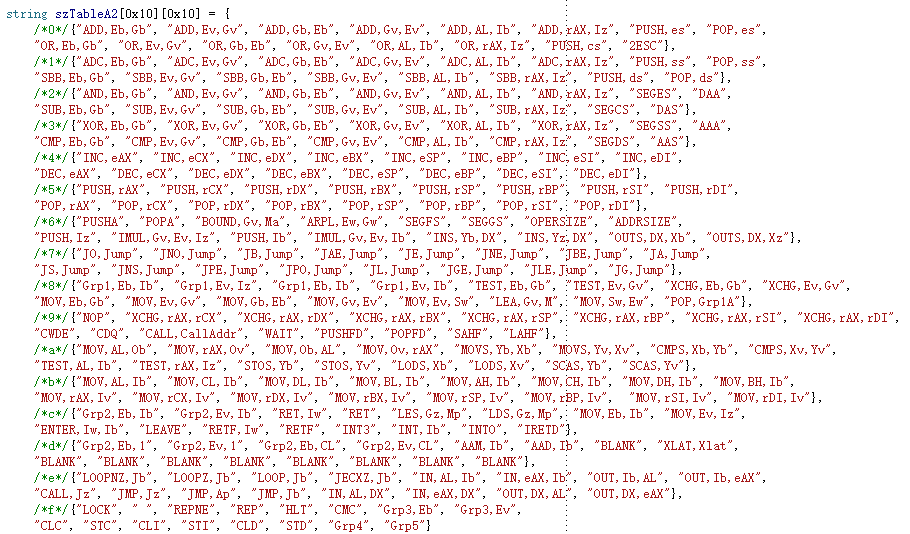 string szTableA2[0x10][0x10] = {
/*0*/{"ADD,Eb,Gb", "ADD,Ev,Gv", "ADD,Gb,Eb", "ADD,Gv,Ev", "ADD,AL,Ib", "ADD,rAX,Iz", "PUSH,es", "POP,es",
"OR,Eb,Gb", "OR,Ev,Gv", "OR,Gb,Eb", "OR,Gv,Ev", "OR,AL,Ib", "OR,rAX,Iz", "PUSH,cs", "2ESC"},
/*1*/{"ADC,Eb,Gb", "ADC,Ev,Gv", "ADC,Gb,Eb", "ADC,Gv,Ev", "ADC,AL,Ib", "ADC,rAX,Iz", "PUSH,ss", "POP,ss",
"SBB,Eb,Gb", "SBB,Ev,Gv", "SBB,Gb,Eb", "SBB,Gv,Ev", "SBB,AL,Ib", "SBB,rAX,Iz", "PUSH,ds", "POP,ds"},
/*2*/{"AND,Eb,Gb", "AND,Ev,Gv", "AND,Gb,Eb", "AND,Gv,Ev", "AND,AL,Ib", "AND,rAX,Iz", "SEGES", "DAA",
"SUB,Eb,Gb", "SUB,Ev,Gv", "SUB,Gb,Eb", "SUB,Gv,Ev", "SUB,AL,Ib", "SUB,rAX,Iz", "SEGCS", "DAS"},
/*3*/{"XOR,Eb,Gb", "XOR,Ev,Gv", "XOR,Gb,Eb", "XOR,Gv,Ev", "XOR,AL,Ib", "XOR,rAX,Iz", "SEGSS", "AAA",
"CMP,Eb,Gb", "CMP,Ev,Gv", "CMP,Gb,Eb", "CMP,Gv,Ev", "CMP,AL,Ib", "CMP,rAX,Iz", "SEGDS", "AAS"},
/*4*/{"INC,eAX", "INC,eCX", "INC,eDX", "INC,eBX", "INC,eSP", "INC,eBP", "INC,eSI", "INC,eDI",
"DEC,eAX", "DEC,eCX", "DEC,eDX", "DEC,eBX", "DEC,eSP", "DEC,eBP", "DEC,eSI", "DEC,eDI"},
/*5*/{"PUSH,rAX", "PUSH,rCX", "PUSH,rDX", "PUSH,rBX", "PUSH,rSP", "PUSH,rBP", "PUSH,rSI", "PUSH,rDI",
"POP,rAX", "POP,rCX", "POP,rDX", "POP,rBX", "POP,rSP", "POP,rBP", "POP,rSI", "POP,rDI"},
/*6*/{"PUSHA", "POPA", "BOUND,Gv,Ma", "ARPL,Ew,Gw", "SEGFS", "SEGGS", "OPERSIZE", "ADDRSIZE",
"PUSH,Iz", "IMUL,Gv,Ev,Iz", "PUSH,Ib", "IMUL,Gv,Ev,Ib", "INS,Yb,DX", "INS,Yz,DX", "OUTS,DX,Xb", "OUTS,DX,Xz"},
/*7*/{"JO,Jump", "JNO,Jump", "JB,Jump", "JAE,Jump", "JE,Jump", "JNE,Jump", "JBE,Jump", "JA,Jump",
"JS,Jump", "JNS,Jump", "JPE,Jump", "JPO,Jump", "JL,Jump", "JGE,Jump", "JLE,Jump", "JG,Jump"},
/*8*/{"Grp1,Eb,Ib", "Grp1,Ev,Iz", "Grp1,Eb,Ib", "Grp1,Ev,Ib", "TEST,Eb,Gb", "TEST,Ev,Gv", "XCHG,Eb,Gb", "XCHG,Ev,Gv",
"MOV,Eb,Gb", "MOV,Ev,Gv", "MOV,Gb,Eb", "MOV,Gv,Ev", "MOV,Ev,Sw", "LEA,Gv,M", "MOV,Sw,Ew", "POP,Grp1A"},
/*9*/{"NOP", "XCHG,rAX,rCX", "XCHG,rAX,rDX", "XCHG,rAX,rBX", "XCHG,rAX,rSP", "XCHG,rAX,rBP", "XCHG,rAX,rSI", "XCHG,rAX,rDI",
"CWDE", "CDQ", "CALL,CallAddr", "WAIT", "PUSHFD", "POPFD", "SAHF", "LAHF"},
/*a*/{"MOV,AL,Ob", "MOV,rAX,Ov", "MOV,Ob,AL", "MOV,Ov,rAX", "MOVS,Yb,Xb", "MOVS,Yv,Xv", "CMPS,Xb,Yb", "CMPS,Xv,Yv",
"TEST,AL,Ib", "TEST,rAX,Iz", "STOS,Yb", "STOS,Yv", "LODS,Xb", "LODS,Xv", "SCAS,Yb", "SCAS,Yv"},
/*b*/{"MOV,AL,Ib", "MOV,CL,Ib", "MOV,DL,Ib", "MOV,BL,Ib", "MOV,AH,Ib", "MOV,CH,Ib", "MOV,DH,Ib", "MOV,BH,Ib",
"MOV,rAX,Iv", "MOV,rCX,Iv", "MOV,rDX,Iv", "MOV,rBX,Iv", "MOV,rSP,Iv", "MOV,rBP,Iv", "MOV,rSI,Iv", "MOV,rDI,Iv"},
/*c*/{"Grp2,Eb,Ib", "Grp2,Ev,Ib", "RET,Iw", "RET", "LES,Gz,Mp", "LDS,Gz,Mp", "MOV,Eb,Ib", "MOV,Ev,Iz",
"ENTER,Iw,Ib", "LEAVE", "RETF,Iw", "RETF", "INT3", "INT,Ib", "INTO", "IRETD"},
/*d*/{"Grp2,Eb,1", "Grp2,Ev,1", "Grp2,Eb,CL", "Grp2,Ev,CL", "AAM,Ib", "AAD,Ib", "BLANK", "XLAT,Xlat",
"BLANK", "BLANK", "BLANK", "BLANK", "BLANK", "BLANK", "BLANK", "BLANK"},
/*e*/{"LOOPNZ,Jb", "LOOPZ,Jb", "LOOP,Jb", "JECXZ,Jb", "IN,AL,Ib", "IN,eAX,Ib", "OUT,Ib,AL", "OUT,Ib,eAX",
"CALL,Jz", "JMP,Jz", "JMP,Ap", "JMP,Jb", "IN,AL,DX", "IN,eAX,DX", "OUT,DX,AL", "OUT,DX,eAX"},
/*f*/{"LOCK", " ", "REPNE", "REP", "HLT", "CMC", "Grp3,Eb", "Grp3,Ev",
"CLC", "STC", "CLI", "STI", "CLD", "STD", "Grp4", "Grp5"}